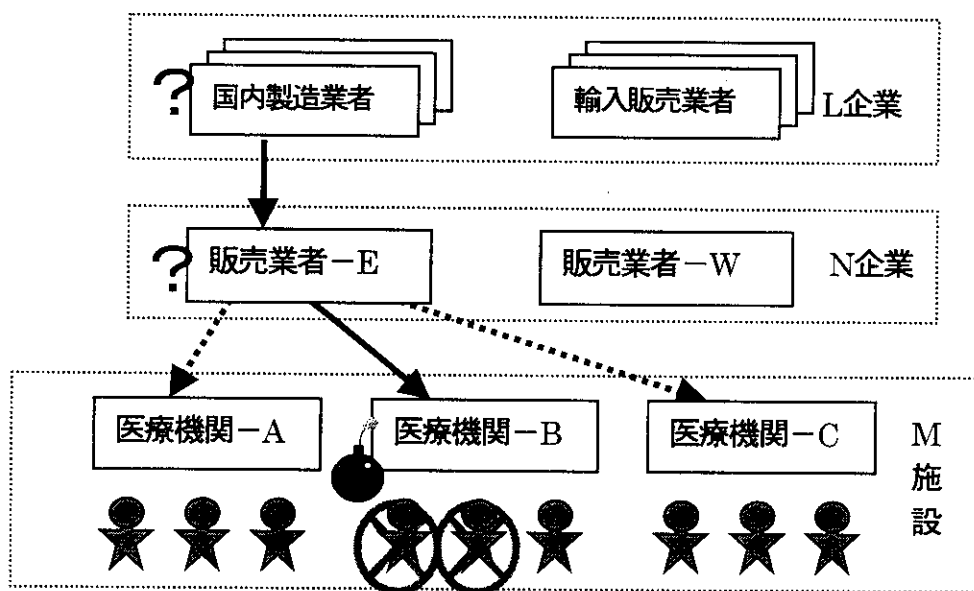 ?
国内製造業者
輸入販売業者
L企業
?
販売業者－E
販売業者－W
N企業
医療機関－A
医療機関－B
医療機関－C
M
施
設